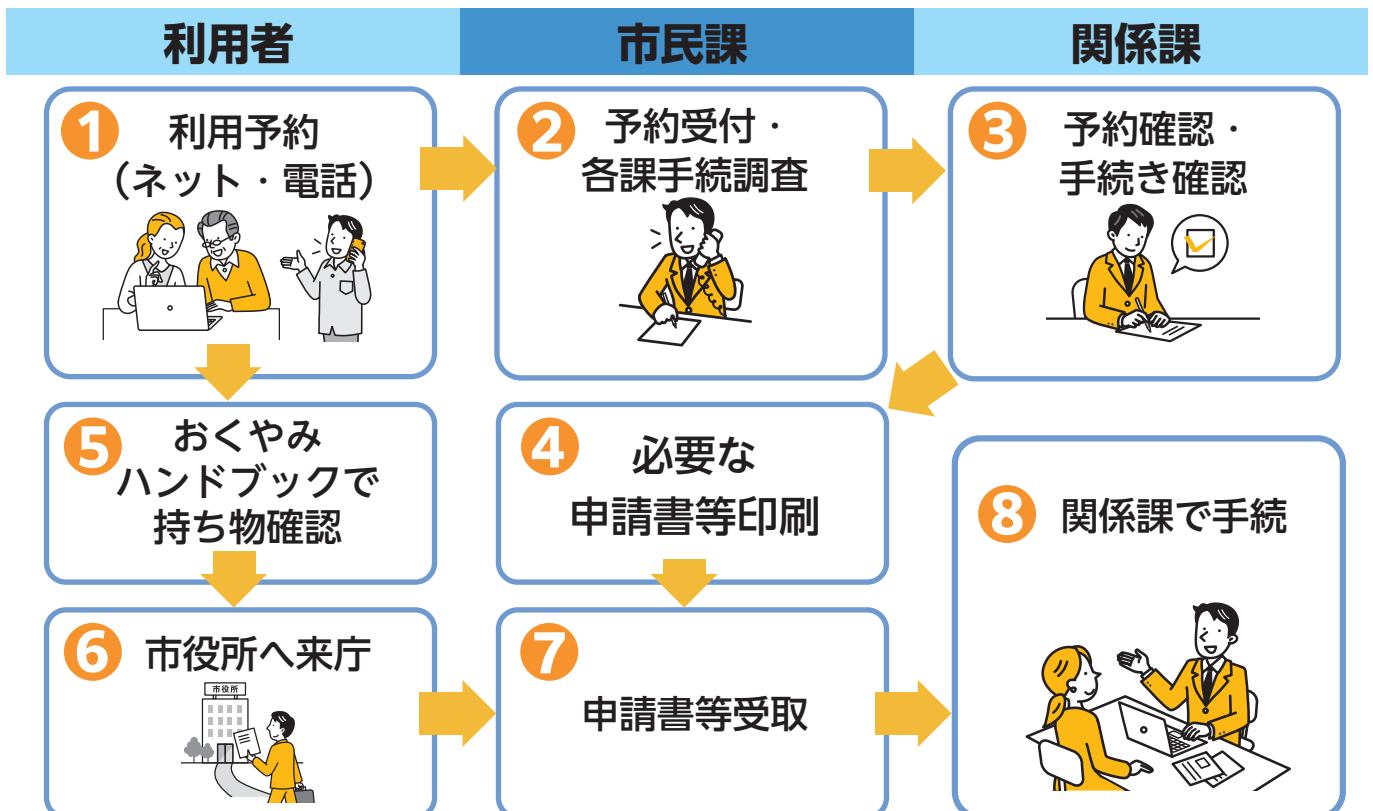 利用者
市民課
関係課
1
利用予約
（ネット・電話）
2
予約受付・
各課手続調査
3
予約確認・
手続き確認
5
おくやみ
ハンドブックで
持ち物確認
4
必要な
申請書等印刷
8
関係課で手続
6
市役所へ来庁
市役所
7
申請書等受取